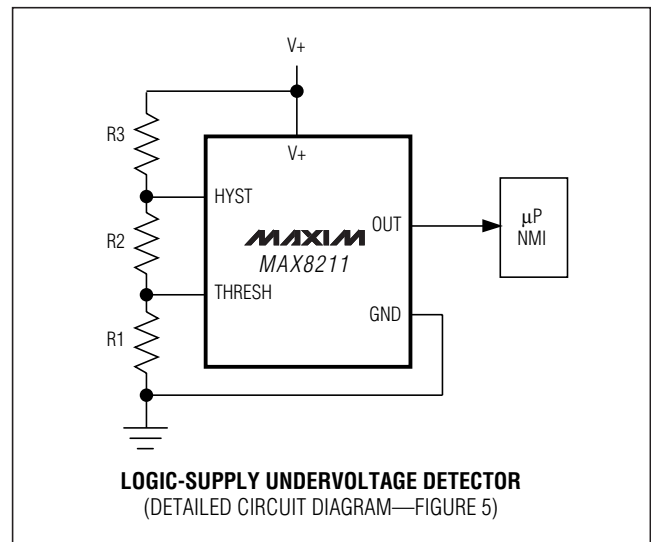 V+
R3
V+
HYST
R2
MAXIM
OUT
MAX8211
μP
NMI
THRESH
GND
R1
LOGIC-SUPPLY UNDERVOLTAGE DETECTOR
(DETAILED CIRCUIT DIAGRAM—FIGURE 5)